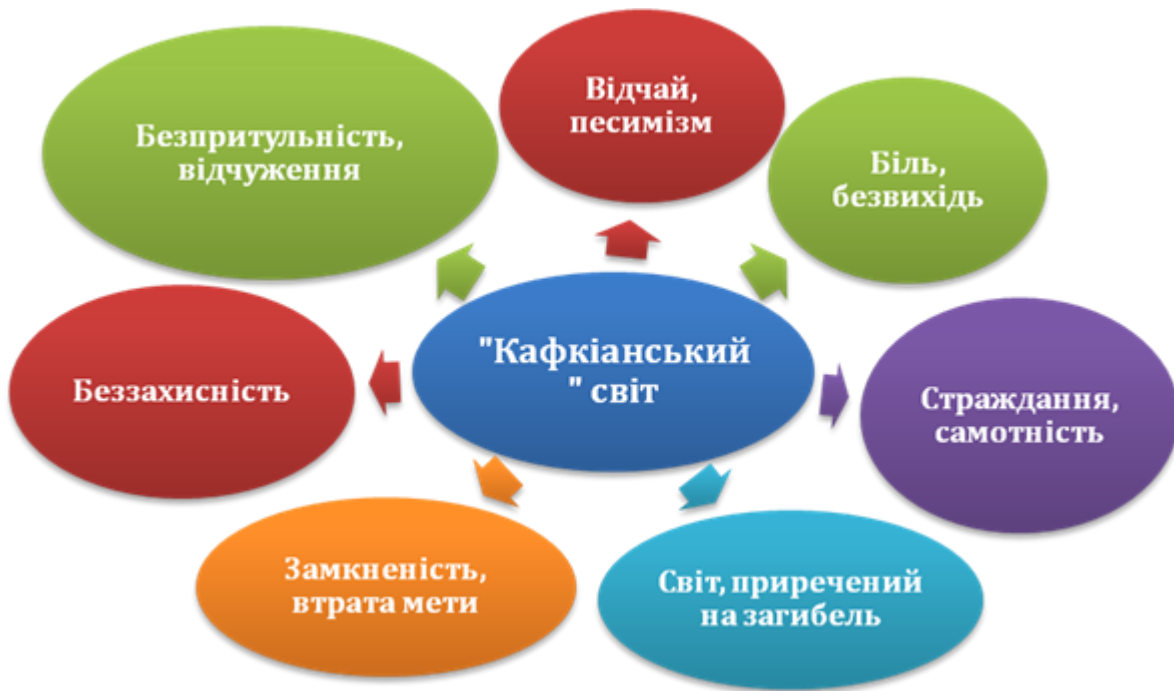 Відчай,
песимізм
Безпритульність,
відчуження
Біль,
безвихідь
"Кафкіанський
" світ
Беззахисність
Страждання,
самотність
Замкненість,
втрата мети
Світ, приречений
на загибель